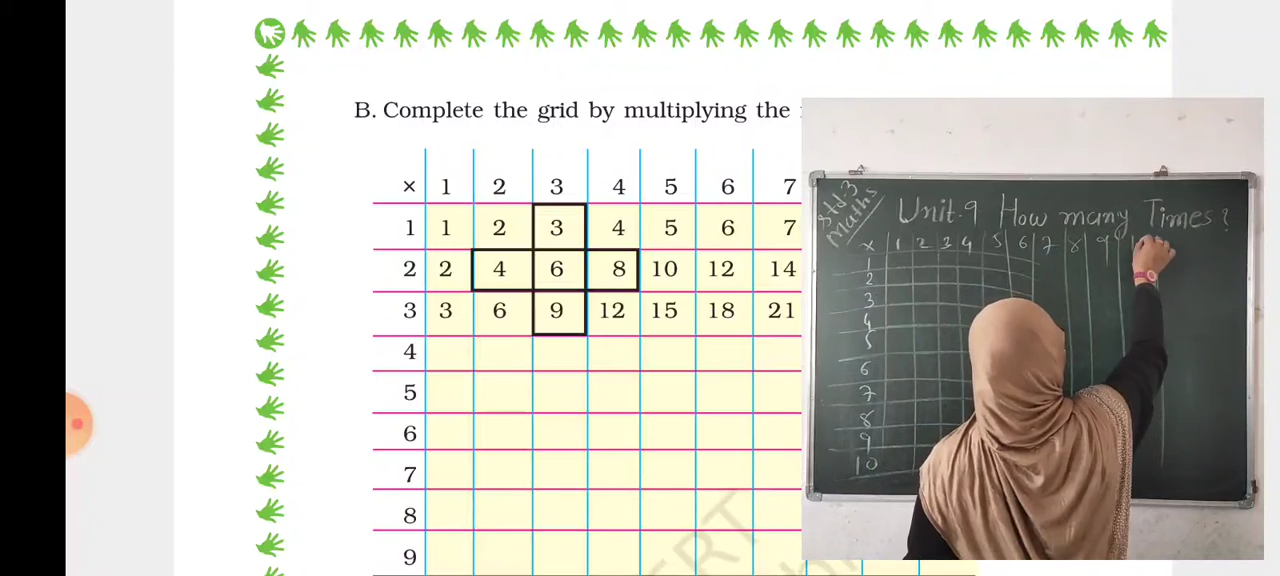 B. Complete the grid by multiplying the
× 1 2 3 4 5 6 7
1 1 2 3 4 5 6 7
2 2 4 6 8 10 12 14
3 3 6 9 12 15 18 21
4
5
6
7
8
9
Std 3
Maths
Unit.9 How many Times?
x 1 2 3 4 5 6 7 8 9
1
2
3
4
5
6
7
8
9
10